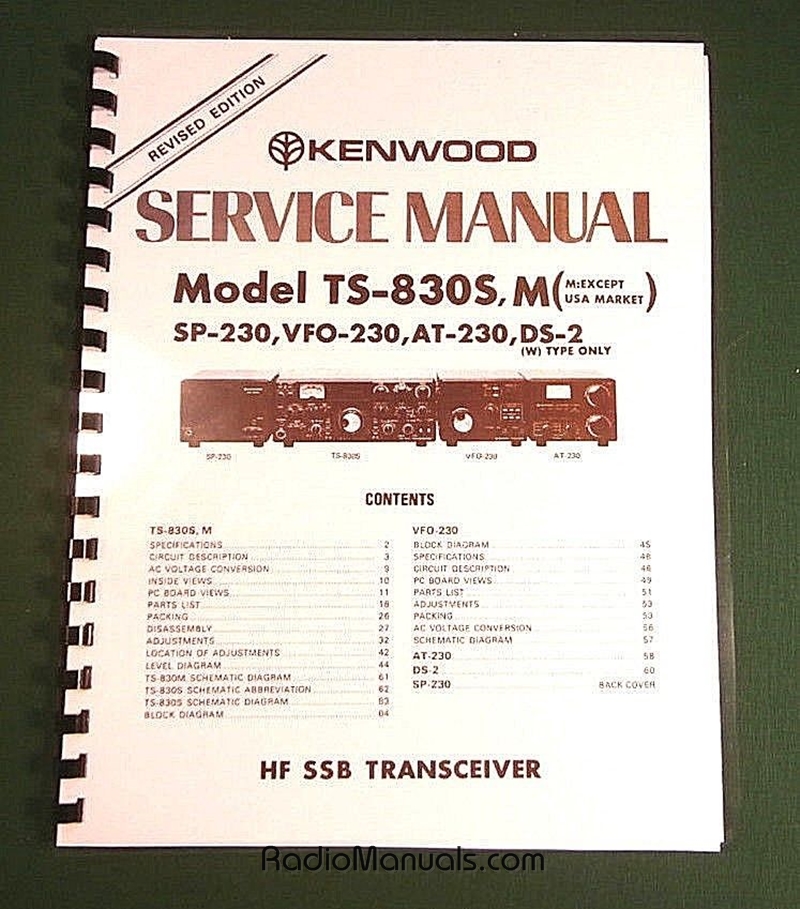 REVISED EDITION
KENWOOD
SERVICE MANUAL
Model TS-830S, M (M:EXCEPT
USA MARKET)
SP-230, VFO-230, AT-230, DS-2
(W) TYPE ONLY
SP-230 TS-830S VFO-230 AT-230
CONTENTS
TS-830S, M
SPECIFICATIONS 2
CIRCUIT DESCRIPTION 3
AC VOLTAGE CONVERSION 9
INSIDE VIEWS 10
PC BOARD VIEWS 11
PARTS LIST 18
PACKING 26
DISASSEMBLY 27
ADJUSTMENTS 32
LOCATION OF ADJUSTMENTS 42
LEVEL DIAGRAM 44
TS-830M SCHEMATIC DIAGRAM 61
TS-830S SCHEMATIC ABBREVIATION 62
TS-830S SCHEMATIC DIAGRAM 63
BLOCK DIAGRAM 64
VFO-230
BLOCK DIAGRAM 45
SPECIFICATIONS
CIRCUIT DESCRIPTION 46
PC BOARD VIEWS 49
PARTS LIST 51
ADJUSTMENTS 53
PACKING 53
AC VOLTAGE CONVERSION 56
SCHEMATIC DIAGRAM 57
AT-230 58
DS-2 60
SP-230 BACK COVER
HF SSB TRANSCEIVER
RadioManuals.com